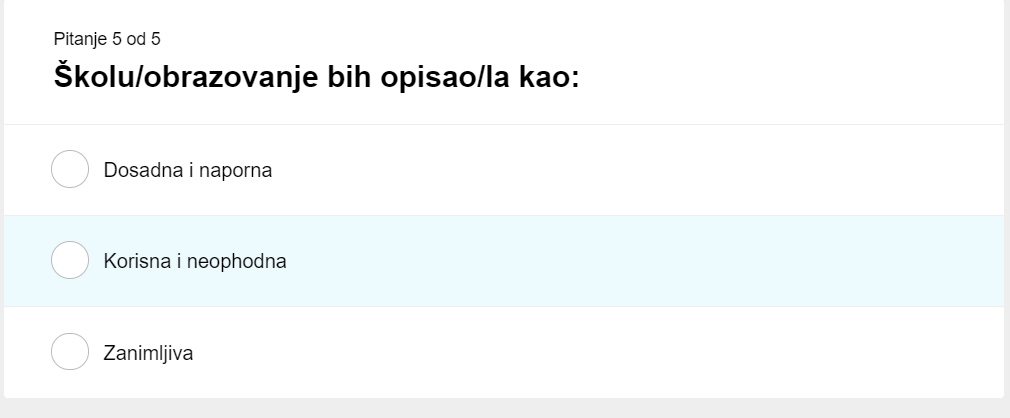 Pitanje 5 od 5
Školu/obrazovanje bih opisao/la kao:
Dosadna i naporna
Korisna i neophodna
Zanimljiva